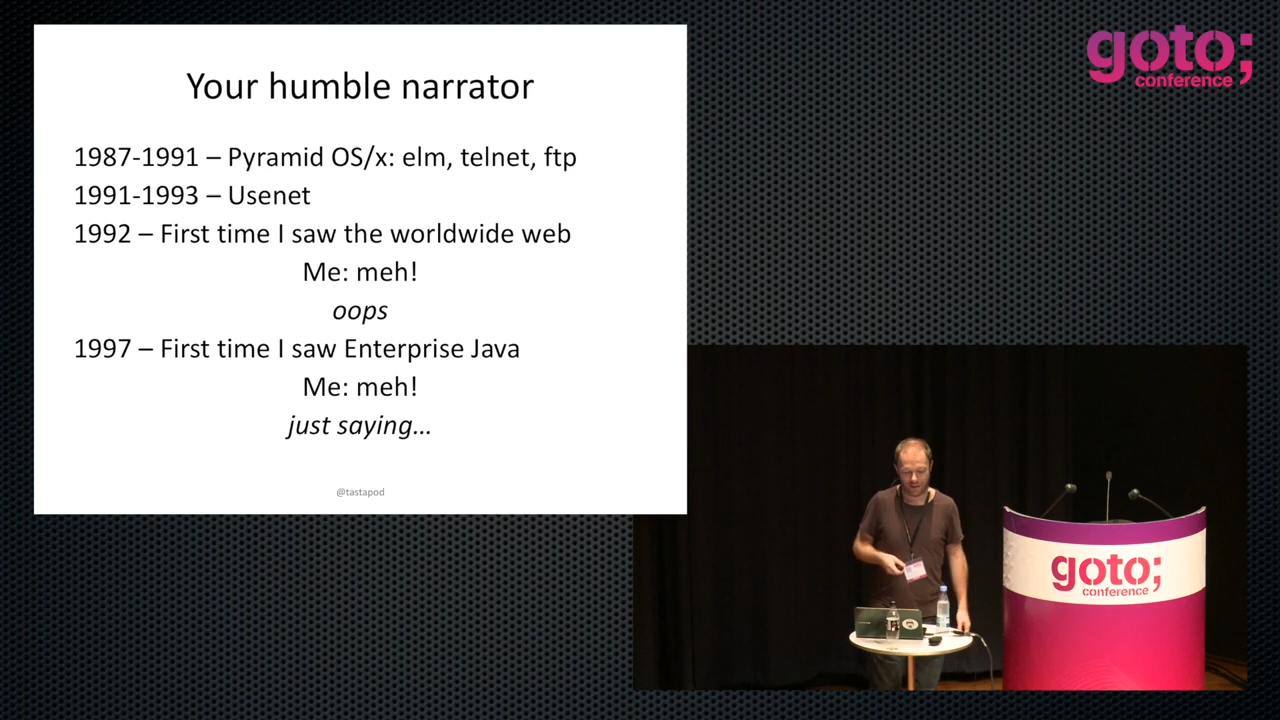 Your humble narrator
1987-1991 – Pyramid OS/x: elm, telnet, ftp
1991-1993 – Usenet
1992 – First time I saw the worldwide web
Me: meh!
oops
1997 – First time I saw Enterprise Java
Me: meh!
just saying…
@tastapod
goto;
conference
goto;
conference